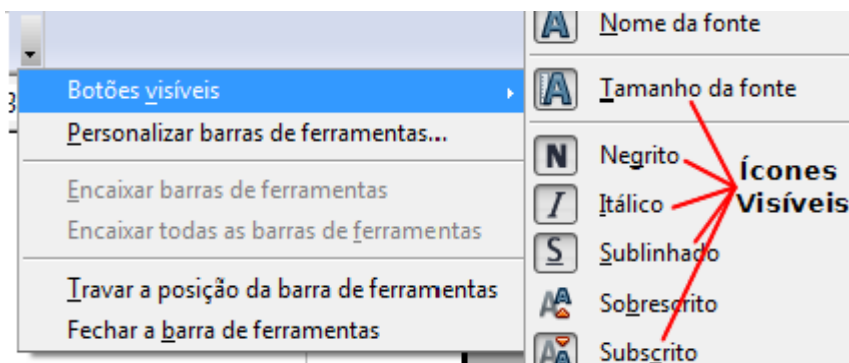 Botões visíveis
Personalizar barras de ferramentas...
Encaixar barras de ferramentas
Encaixar todas as barras de ferramentas
Travar a posição da barra de ferramentas
Fechar a barra de ferramentas
Nome da fonte
Tamanho da fonte
Negrito
Itálico
Sublinhado
Sobrescrito
Subscrito
Ícones
Visíveis